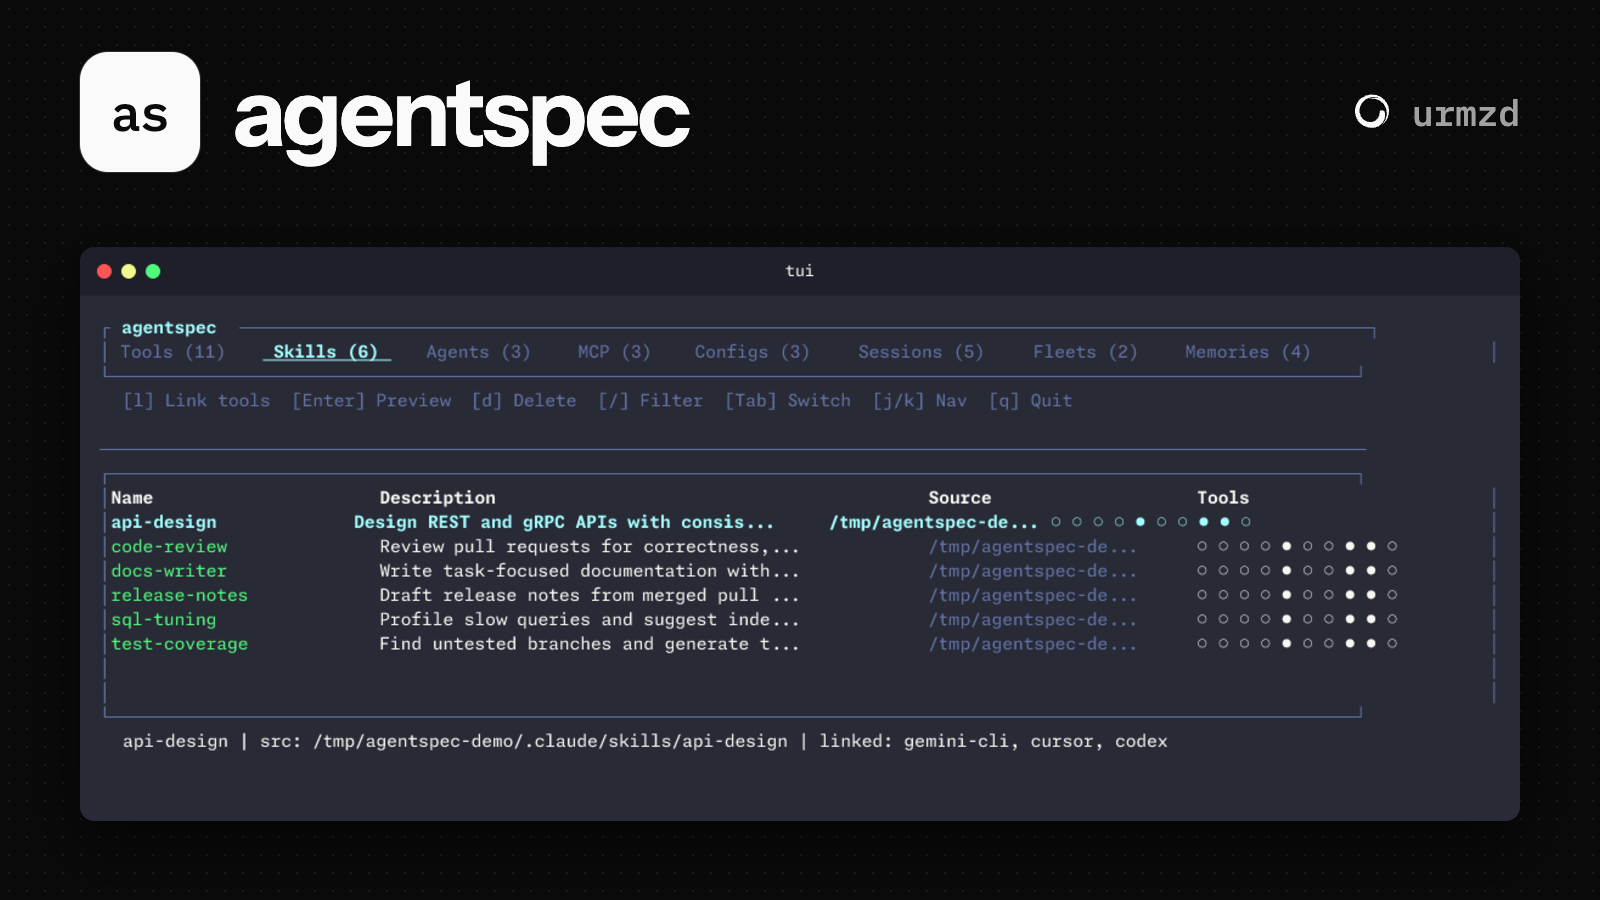 as agentspec
urmzd
tui
agentspec
Tools (11) Skills (6) Agents (3) MCP (3) Configs (3) Sessions (5) Fleets (2) Memories (4)
[l] Link tools [Enter] Preview [d] Delete [/] Filter [Tab] Switch [j/k] Nav [q] Quit
Name Description Source Tools
api-design Design REST and gRPC APIs with consis... /tmp/agentspec-de... ○ ○ ○ ○ ● ○ ○ ● ● ○
code-review Review pull requests for correctness,... /tmp/agentspec-de... ○ ○ ○ ○ ● ○ ○ ● ● ○
docs-writer Write task-focused documentation with... /tmp/agentspec-de... ○ ○ ○ ○ ● ○ ○ ● ● ○
release-notes Draft release notes from merged pull ... /tmp/agentspec-de... ○ ○ ○ ○ ● ○ ○ ● ● ○
sql-tuning Profile slow queries and suggest inde... /tmp/agentspec-de... ○ ○ ○ ○ ● ○ ○ ● ● ○
test-coverage Find untested branches and generate t... /tmp/agentspec-de... ○ ○ ○ ○ ● ○ ○ ● ● ○
api-design | src: /tmp/agentspec-demo/.claude/skills/api-design | linked: gemini-cli, cursor, codex